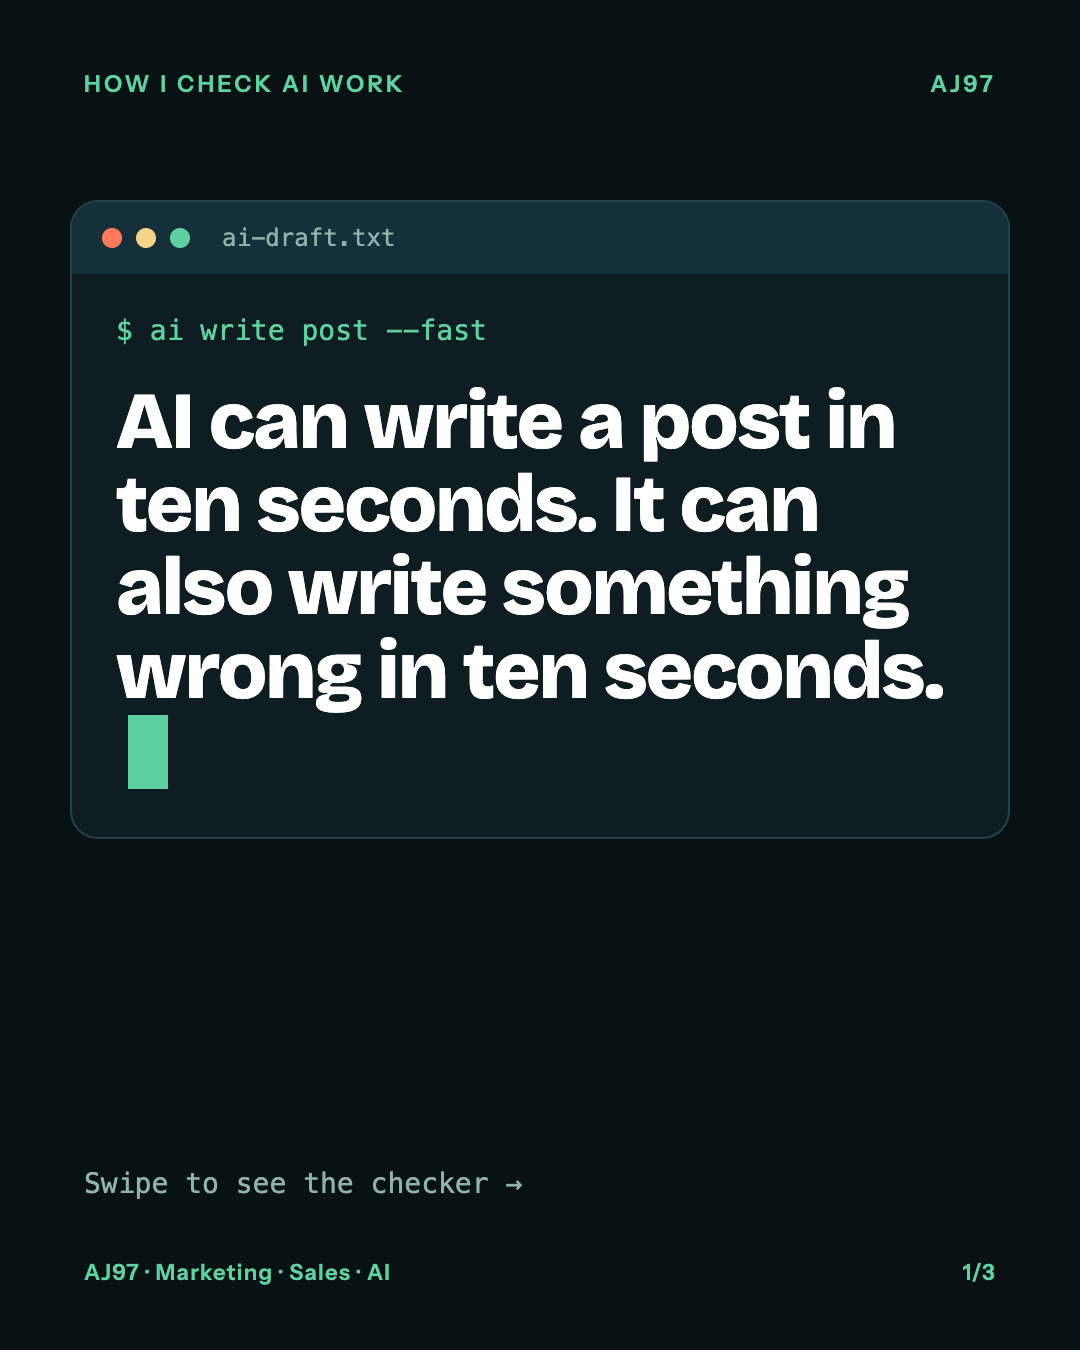 HOW I CHECK AI WORK
AJ97
ai-draft.txt
$ ai write post --fast
AI can write a post in
ten seconds. It can
also write something
wrong in ten seconds.
Swipe to see the checker →
AJ97 · Marketing · Sales · AI
1/3